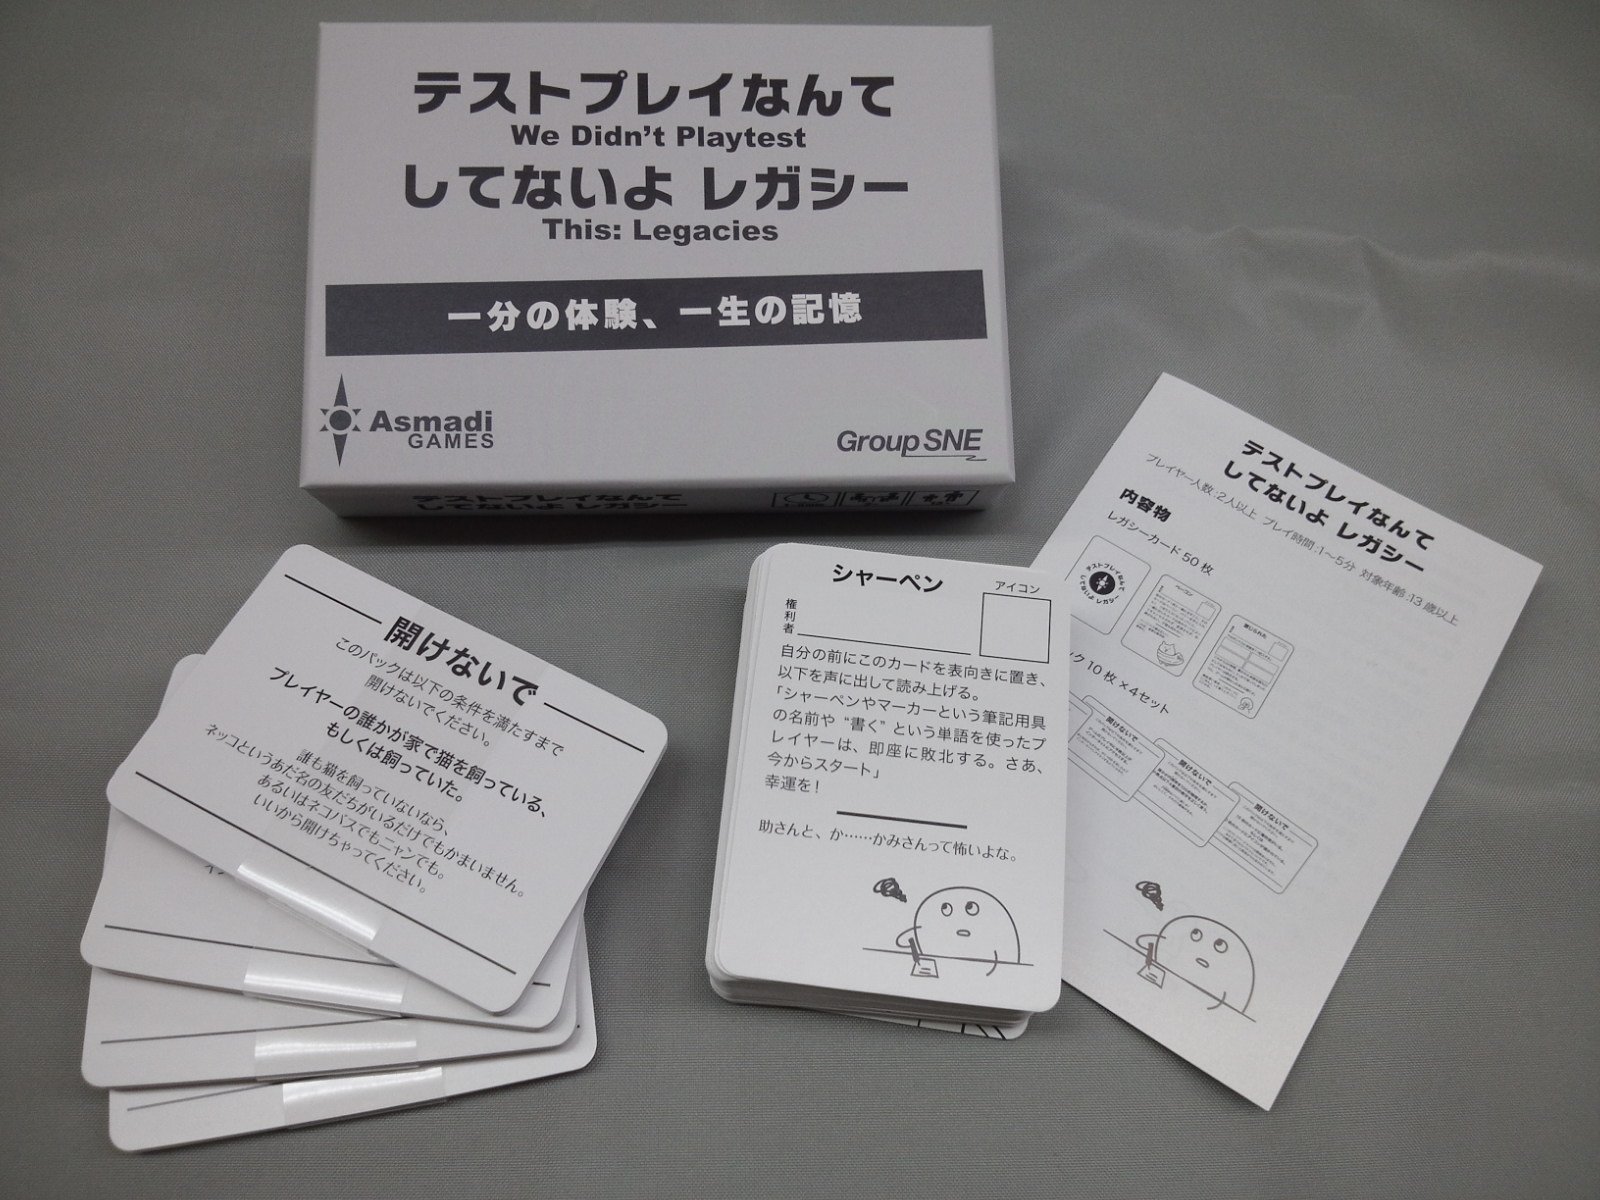 テストプレイなんて
We Didn't Playtest
してないよ レガシー
This: Legacies
一分の体験、一生の記憶
Asmadi
GAMES
Group SNE
テストプレイなんて
してないよ レガシー
開けないで
このパックは以下の条件を満たすまで
開けないでください。
プレイヤーの誰かが家で猫を飼っている、
もしくは飼っていた。
誰も猫を飼っていないなら、
ネッコというあだ名の友だちがいるだけでもかまいません。
あるいはネコバスでもニャンでも。
いいから開けちゃってください。
シャーペン
アイコン
権利者
自分の前にこのカードを表向きに置き、
以下を声に出して読み上げる。
「シャーペンやマーカーという筆記用具
の名前や“書く”という単語を使ったプ
レイヤーは、即座に敗北する。さあ、
今からスタート」
幸運を!
助さんと、か……かみさんって怖いよな。
テストプレイなんて
してないよ レガシー
プレイヤー人数:2人以上 プレイ時間:1〜5分 対象年齢:13歳以上
内容物
レガシーカード 50 枚
ック 10 枚 × 4セット
開けないで
開けないで
開けないで